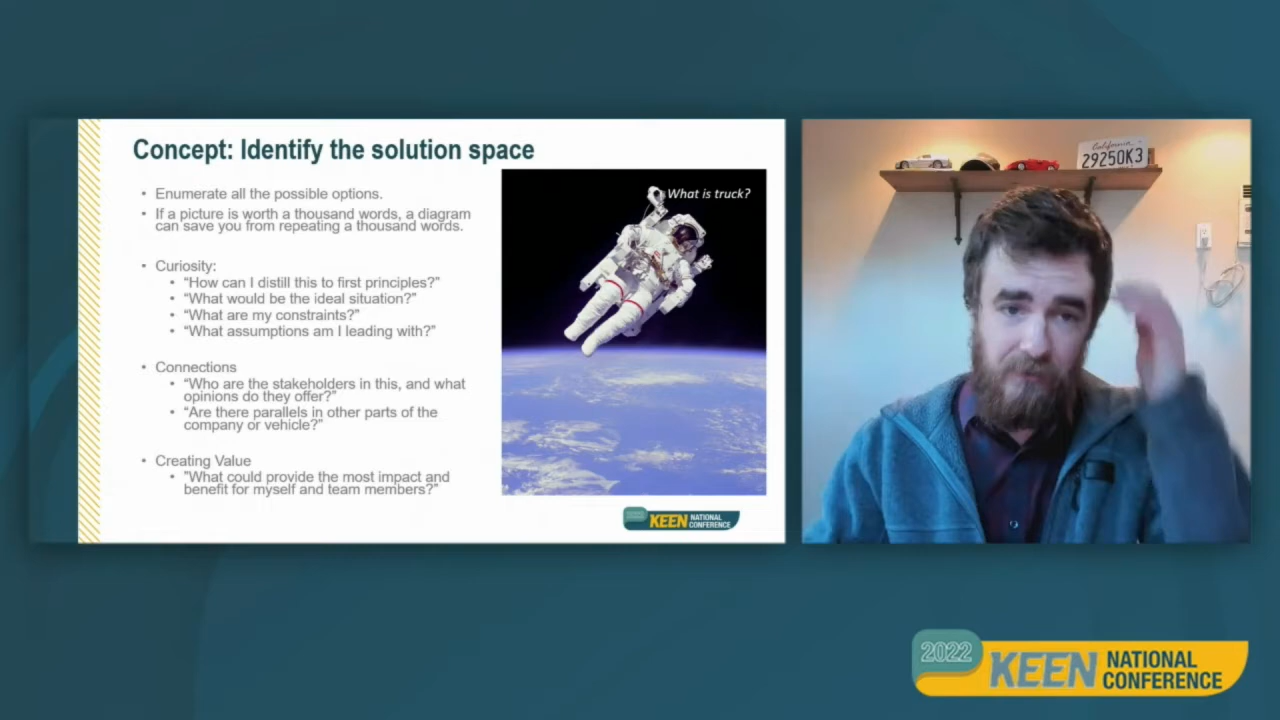 Concept: Identify the solution space
• Enumerate all the possible options.
• If a picture is worth a thousand words, a diagram
can save you from repeating a thousand words.
• Curiosity:
• “How can I distill this to first principles?”
• “What would be the ideal situation?”
• “What are my constraints?”
• “What assumptions am I leading with?”
• Connections
• “Who are the stakeholders in this, and what
opinions do they offer?”
• “Are there parallels in other parts of the
company or vehicle?”
• Creating Value
• ”What could provide the most impact and
benefit for myself and team members?”
What is truck?
KEEN NATIONAL
CONFERENCE
California
29250K3
2022 KEEN NATIONAL
CONFERENCE